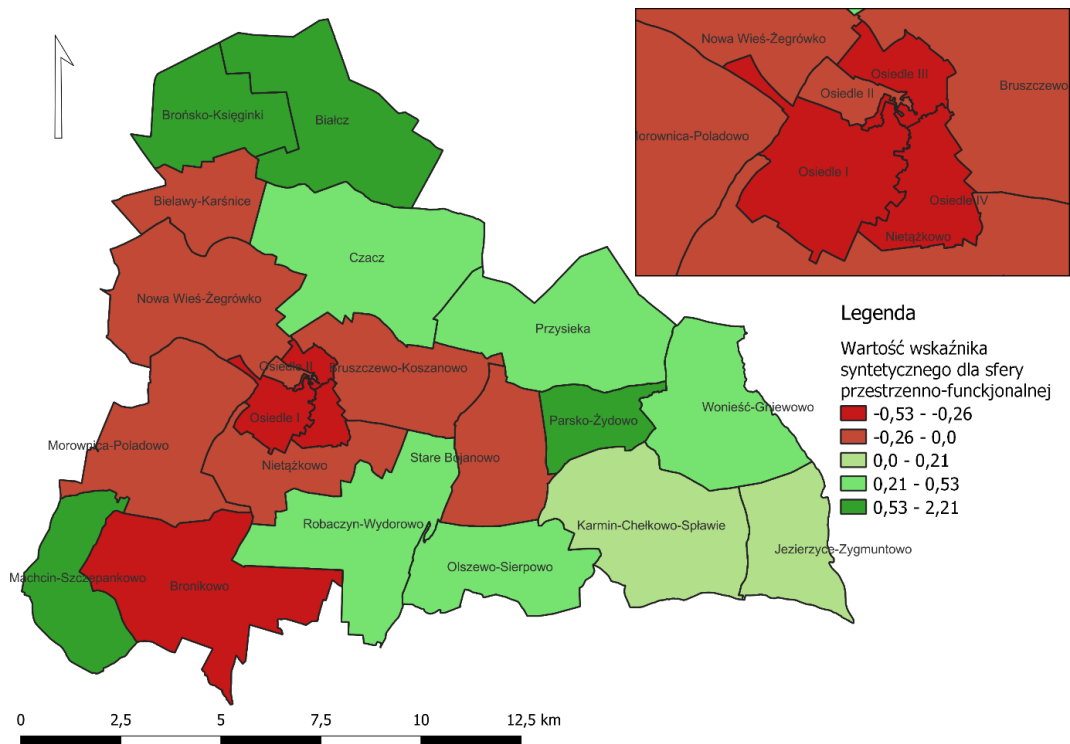 Nowa Wieś-Żegrówko
Osiedle III
Bruszczewo
Osiedle II
Morownica-Poladowo
Osiedle I
Osiedle IV
Nietążkowo
Brońsko-Księginki
Białcz
Bielawy-Karśnice
Czacz
Nowa Wieś-Żegrówko
Przysieka
Osiedle II
Bruszczewo-Koszanowo
Osiedle I
Parsko-Żydowo
Wonieść-Gniewowo
Morownica-Poladowo
Nietążkowo
Stare Bojanowo
Robaczyn-Wydorowo
Karmin-Chełkowo-Spławie
Jezierzyce-Zygmuntowo
Olszewo-Sierpowo
Machcin-Szczepankowo
Bronikowo
Legenda
Wartość wskaźnika
syntetycznego dla sfery
przestrzenno-funckjonalnej
-0,53 - -0,26
-0,26 - 0,0
0,0 - 0,21
0,21 - 0,53
0,53 - 2,21
0 2,5 5 7,5 10 12,5 km